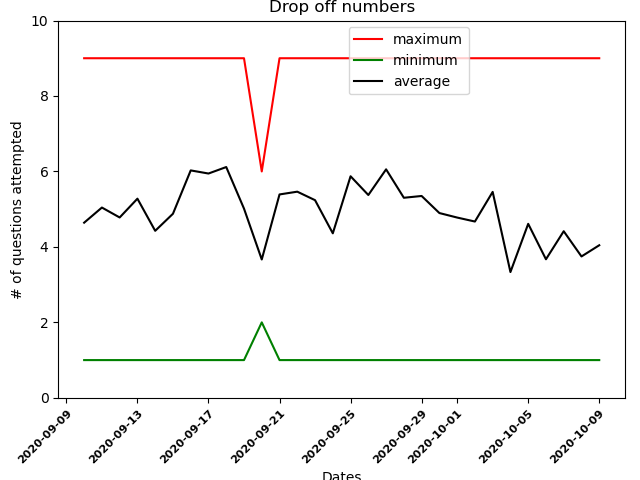 Drop off numbers
10
8
6
4
2
0
# of questions attempted
maximum
minimum
average
2020-09-09
2020-09-13
2020-09-17
2020-09-21
2020-09-25
2020-09-29
2020-10-01
2020-10-05
2020-10-09
Dates